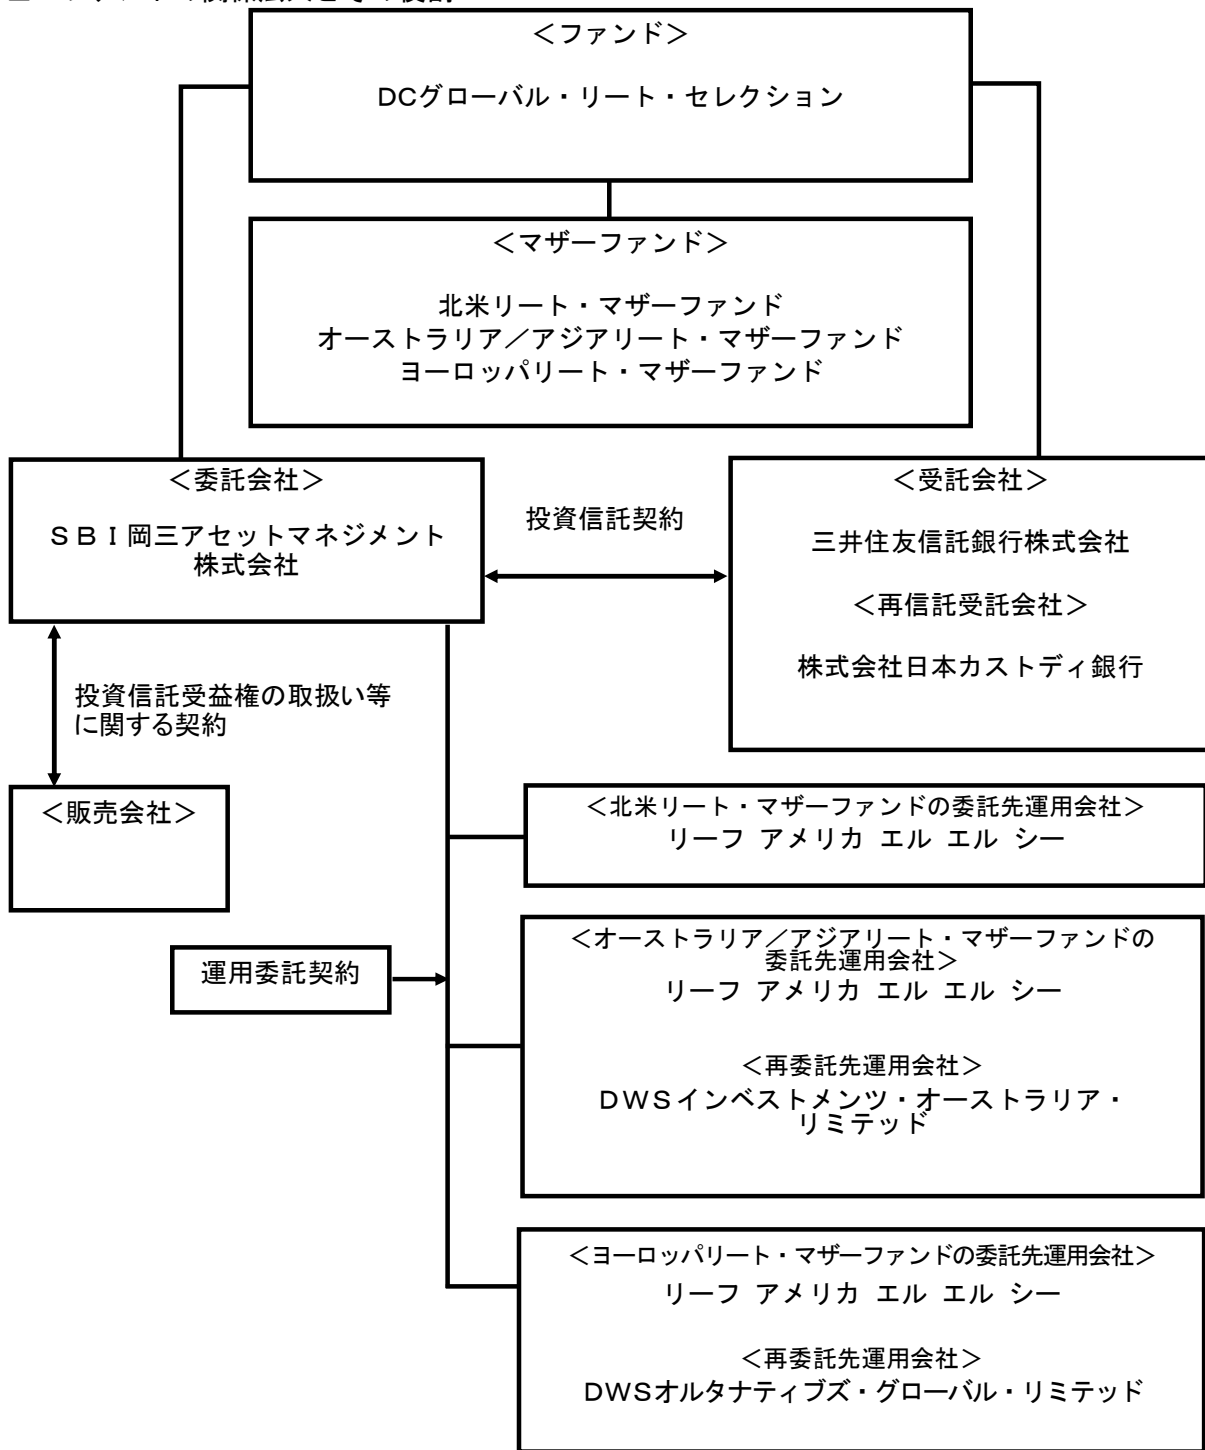 ＜ファンド＞
DCグローバル・リート・セレクション
＜マザーファンド＞
北米リート・マザーファンド
オーストラリア／アジアリート・マザーファンド
ヨーロッパリート・マザーファンド
＜委託会社＞
ＳＢＩ岡三アセットマネジメント
株式会社
投資信託契約
＜受託会社＞
三井住友信託銀行株式会社
＜再信託受託会社＞
株式会社日本カストディ銀行
投資信託受益権の取扱い等
に関する契約
＜販売会社＞
＜北米リート・マザーファンドの委託先運用会社＞
リーフ アメリカ エル エル シー
運用委託契約
＜オーストラリア／アジアリート・マザーファンドの
委託先運用会社＞
リーフ アメリカ エル エル シー
＜再委託先運用会社＞
ＤＷＳインベストメンツ・オーストラリア・
リミテッド
＜ヨーロッパリート・マザーファンドの委託先運用会社＞
リーフ アメリカ エル エル シー
＜再委託先運用会社＞
DWSオルタナティブズ・グローバル・リミテッド